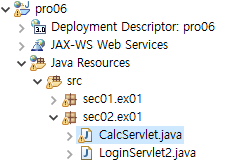 pro06
Deployment Descriptor: pro06
JAX-WS Web Services
Java Resources
src
sec01.ex01
sec02.ex01
CalcServlet.java
LoginServlet2.java